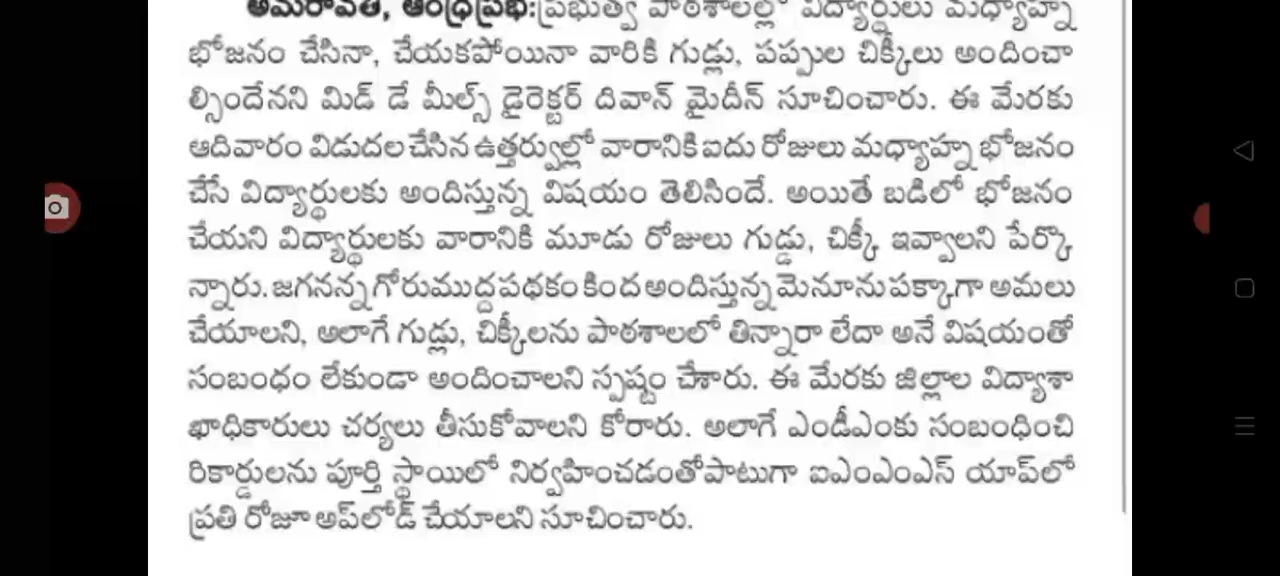 అమరావతి, ఆంధ్రప్రభ: ప్రభుత్వ పాఠశాలల్లో విద్యార్థులు మధ్యాహ్న
భోజనం చేసినా, చేయకపోయినా వారికి గుడ్లు, పప్పుల చిక్కీలు అందించా
ల్సిందేనని మిడ్ డే మీల్స్ డైరెక్టర్ దివాన్ మైదీన్ సూచించారు. ఈ మేరకు
ఆదివారం విడుదల చేసిన ఉత్తర్వుల్లో వారానికి ఐదు రోజులు మధ్యాహ్న భోజనం
చేసే విద్యార్థులకు అందిస్తున్న విషయం తెలిసిందే. అయితే బడిలో భోజనం
చేయని విద్యార్థులకు వారానికి మూడు రోజులు గుడ్డు, చిక్కీ ఇవ్వాలని పేర్కొ
న్నారు. జగనన్న గోరుముద్ద పథకం కింద అందిస్తున్న మెనూను పక్కాగా అమలు
చేయాలని, అలాగే గుడ్లు, చిక్కీలను పాఠశాలలో తిన్నారా లేదా అనే విషయంతో
సంబంధం లేకుండా అందించాలని స్పష్టం చేశారు. ఈ మేరకు జిల్లాల విద్యాశా
ఖాధికారులు చర్యలు తీసుకోవాలని కోరారు. అలాగే ఎండీఎంకు సంబంధించి
రికార్డులను పూర్తి స్థాయిలో నిర్వహించడంతోపాటుగా ఐఎంఎంఎస్ యాప్‌లో
ప్రతి రోజూ అప్‌లోడ్ చేయాలని సూచించారు.